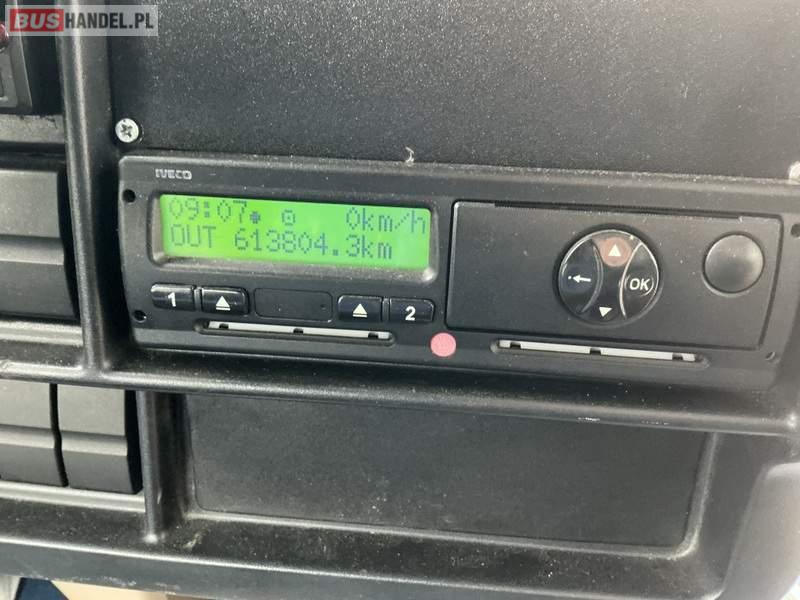 BUSHANDEL.PL
IVECO
09:07 0km/h
OUT 613804.3km
1 2
OK